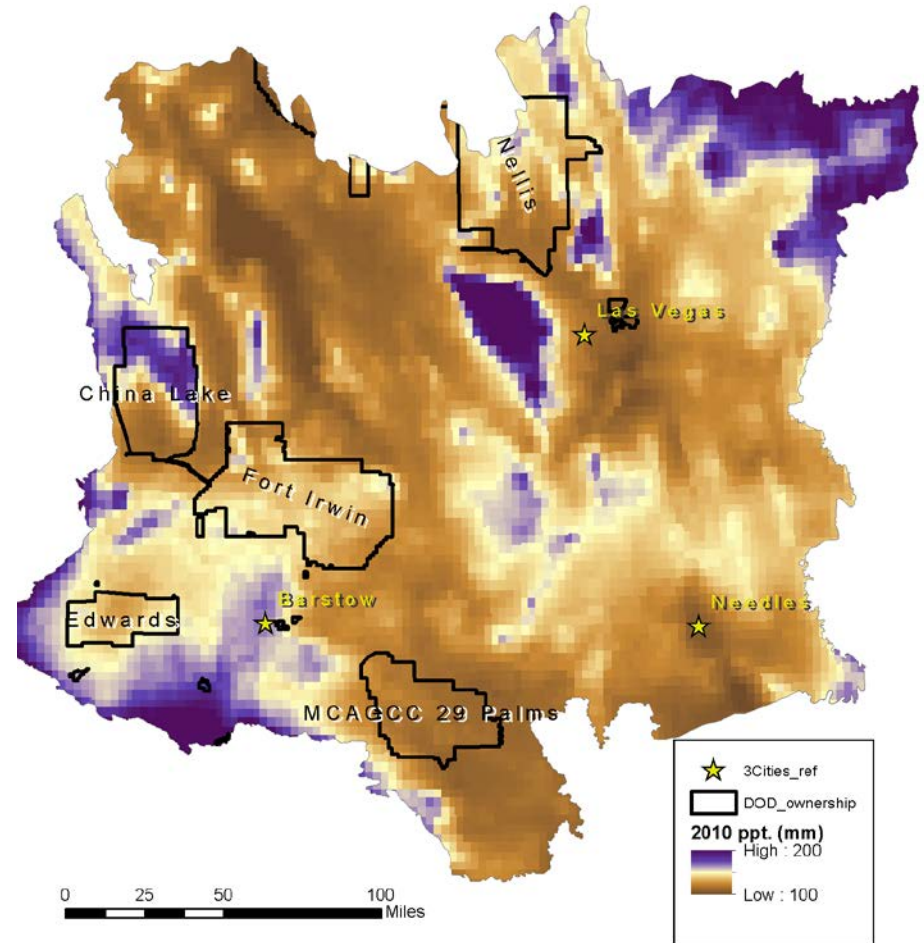 Nellis
Las Vegas
China Lake
Fort Irwin
Barstow
Needles
Edwards
MCAGCC 29 Palms
3Cities_ref
DOD_ownership
2010 ppt. (mm)
High : 200
Low : 100
0 25 50 100
Miles